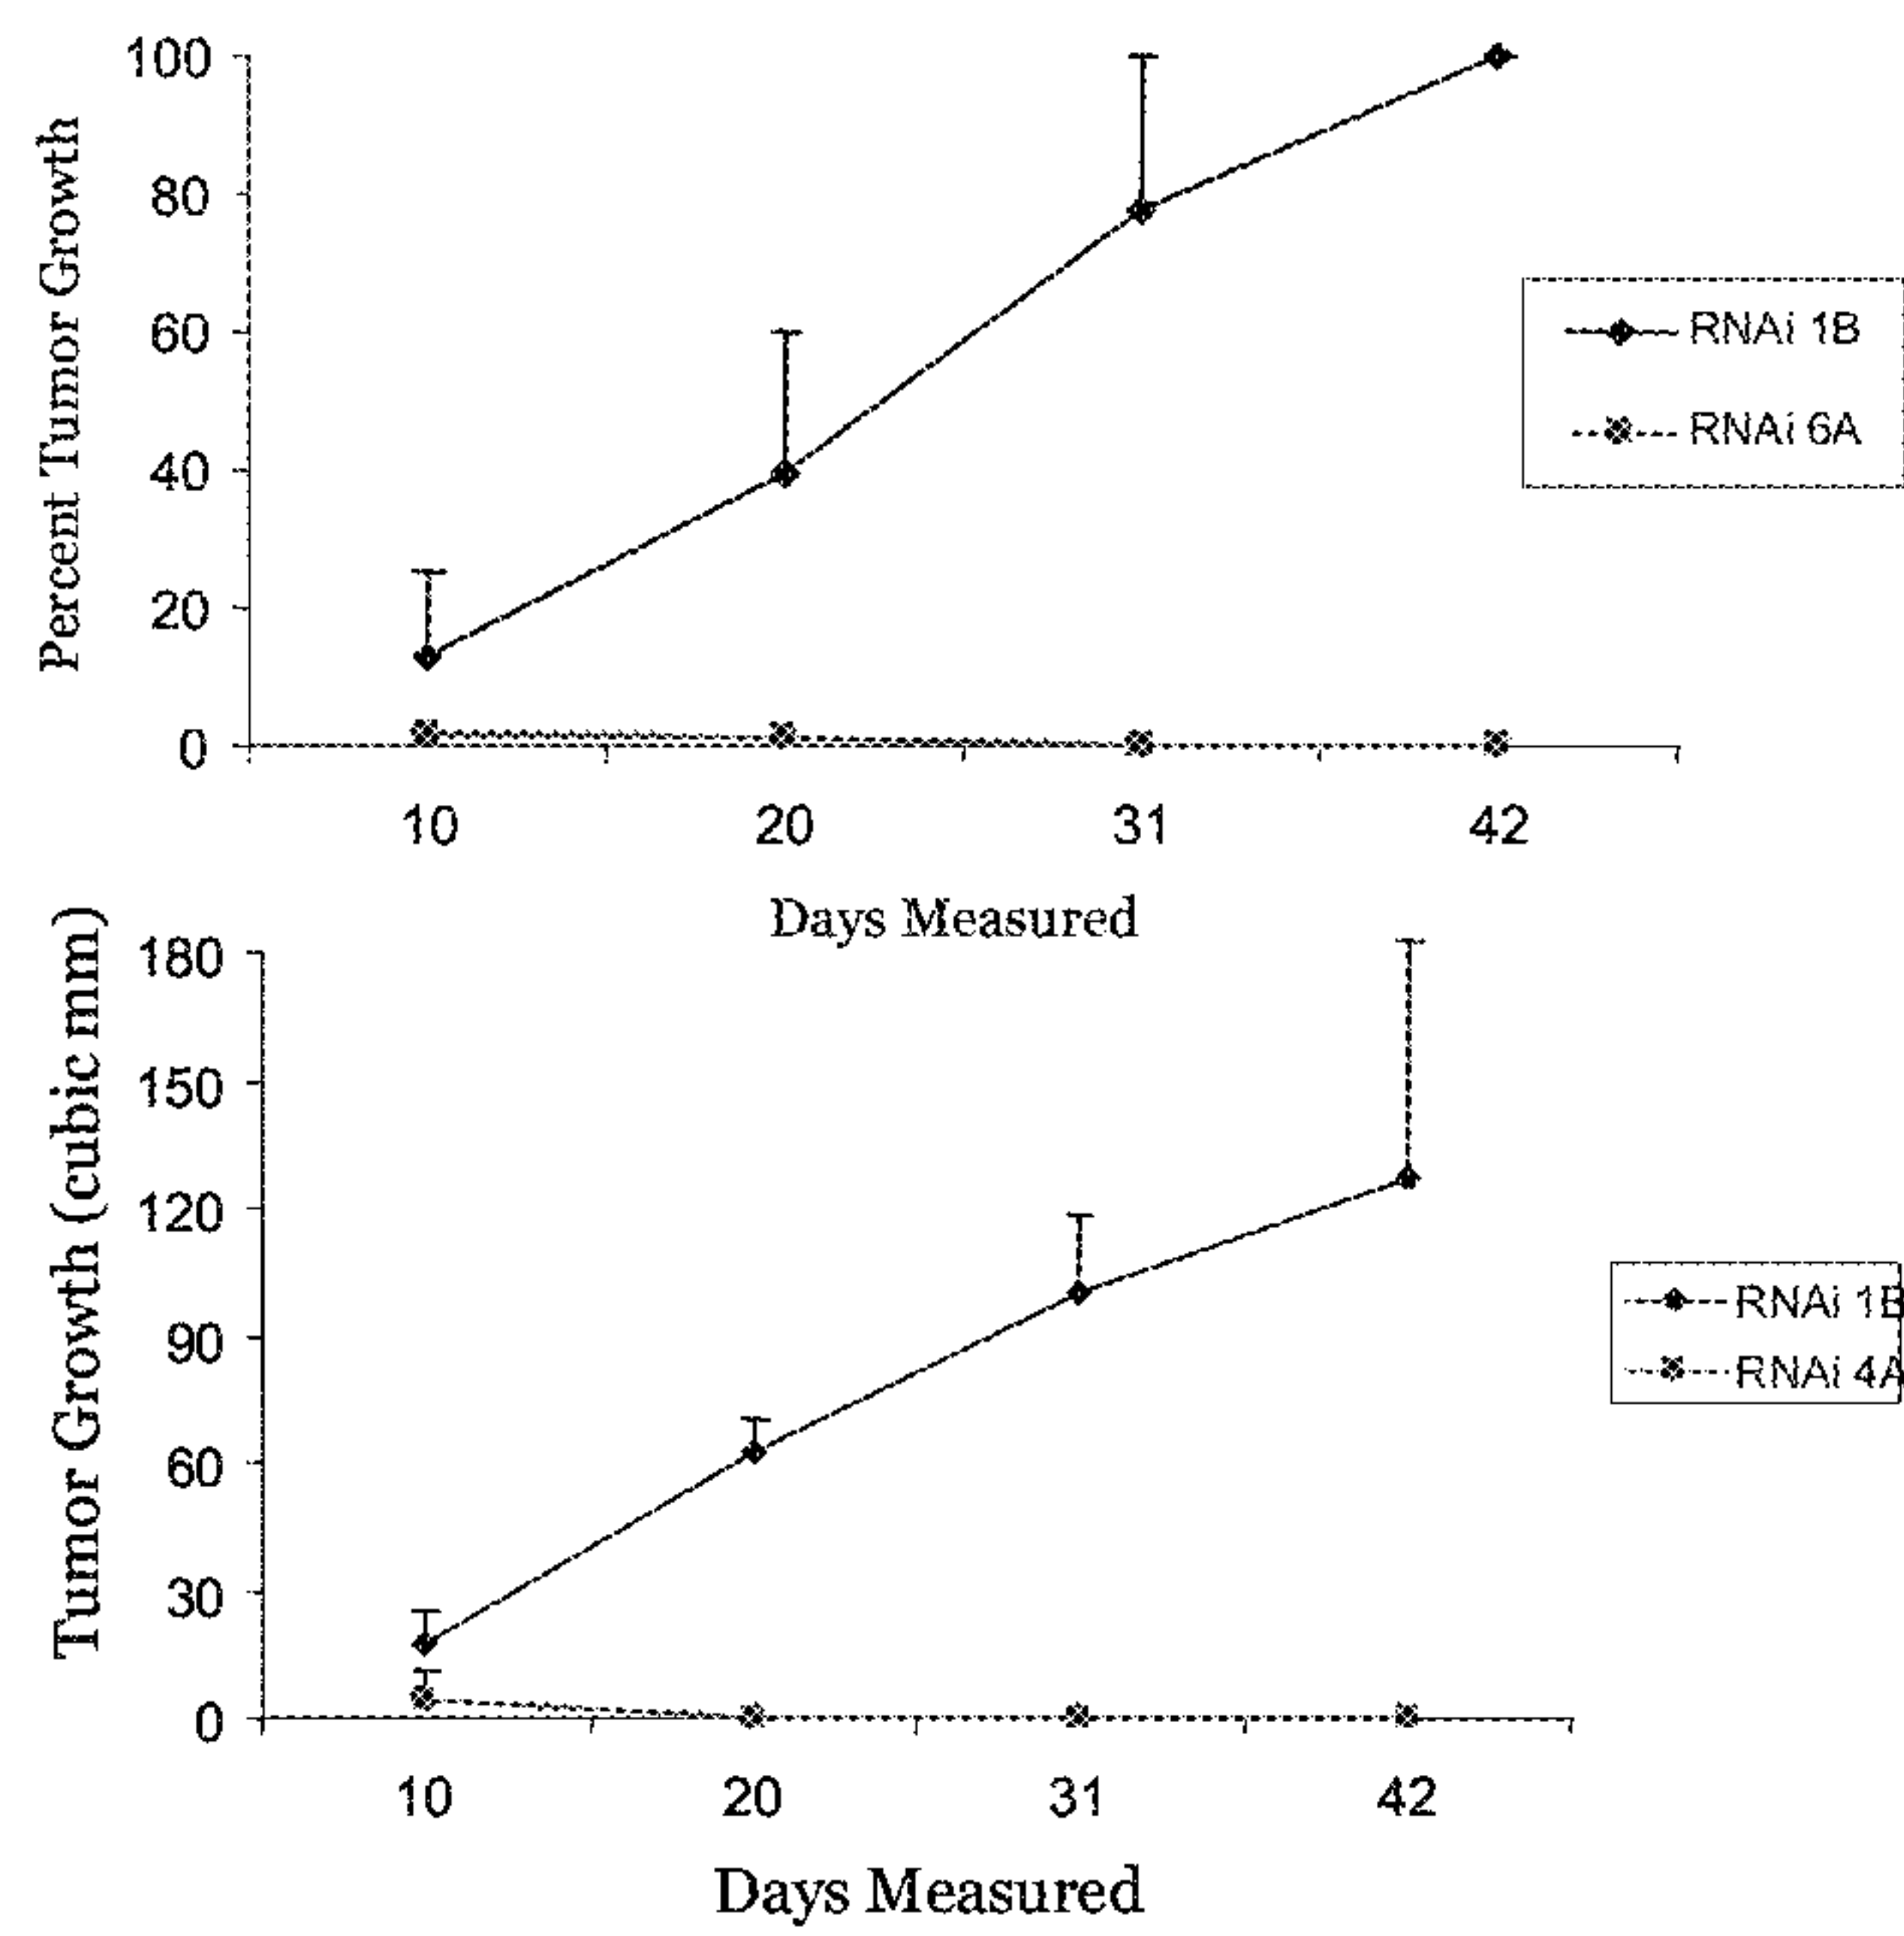 Percent Tumor Growth
100
80
60
40
20
0
10 20 31 42
Days Measured
RNAi 1B
RNAi 6A
Tumor Growth (cubic mm)
180
150
120
90
60
30
0
10 20 31 42
Days Measured
RNAi 1B
RNAi 4A